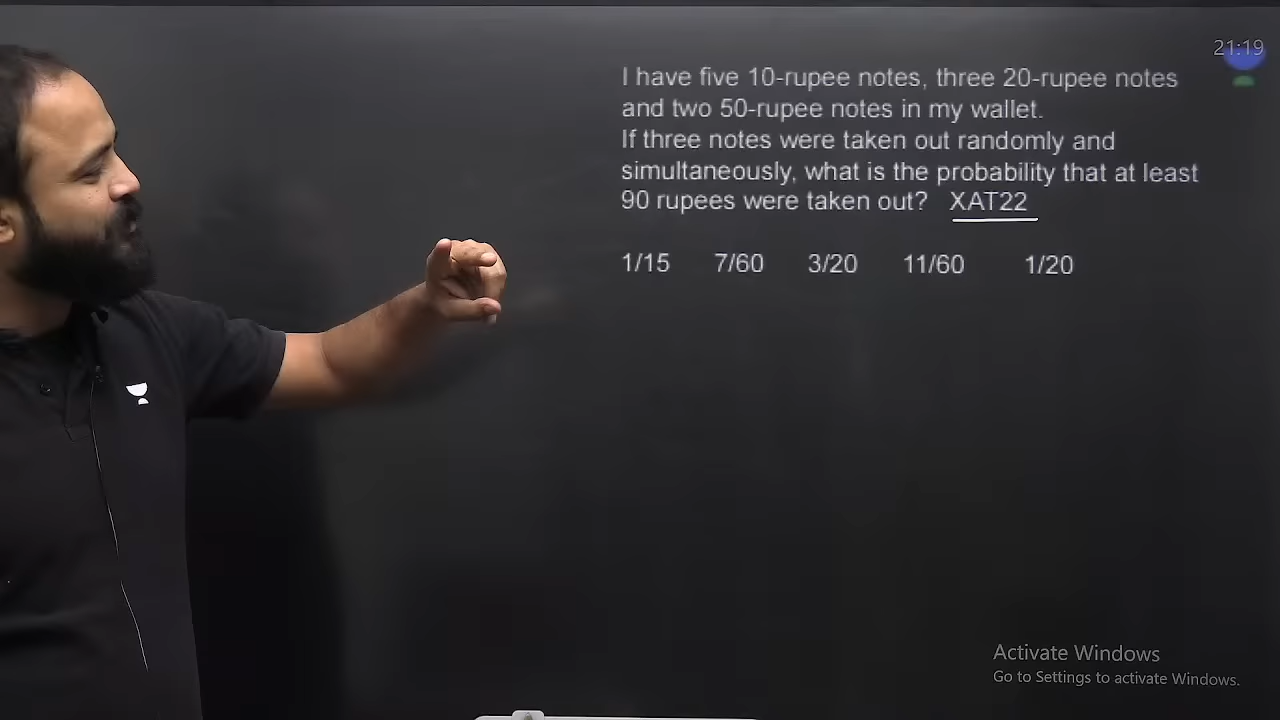 21:19
I have five 10-rupee notes, three 20-rupee notes
and two 50-rupee notes in my wallet.
If three notes were taken out randomly and
simultaneously, what is the probability that at least
90 rupees were taken out? XAT22
1/15 7/60 3/20 11/60 1/20
Activate Windows
Go to Settings to activate Windows.